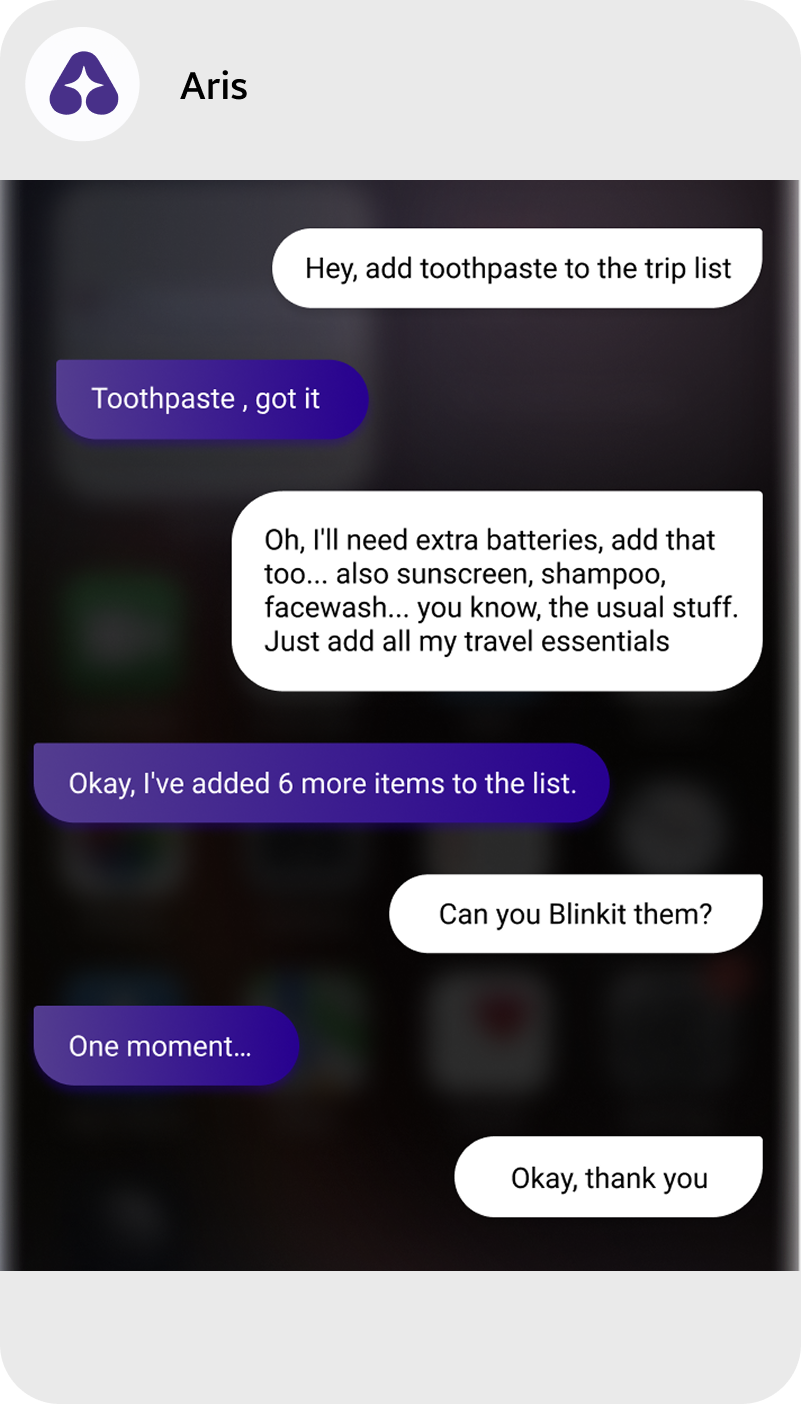 Aris
Hey, add toothpaste to the trip list
Toothpaste , got it
Oh, I'll need extra batteries, add that
too... also sunscreen, shampoo,
facewash... you know, the usual stuff.
Just add all my travel essentials
Okay, I've added 6 more items to the list.
Can you Blinkit them?
One moment...
Okay, thank you